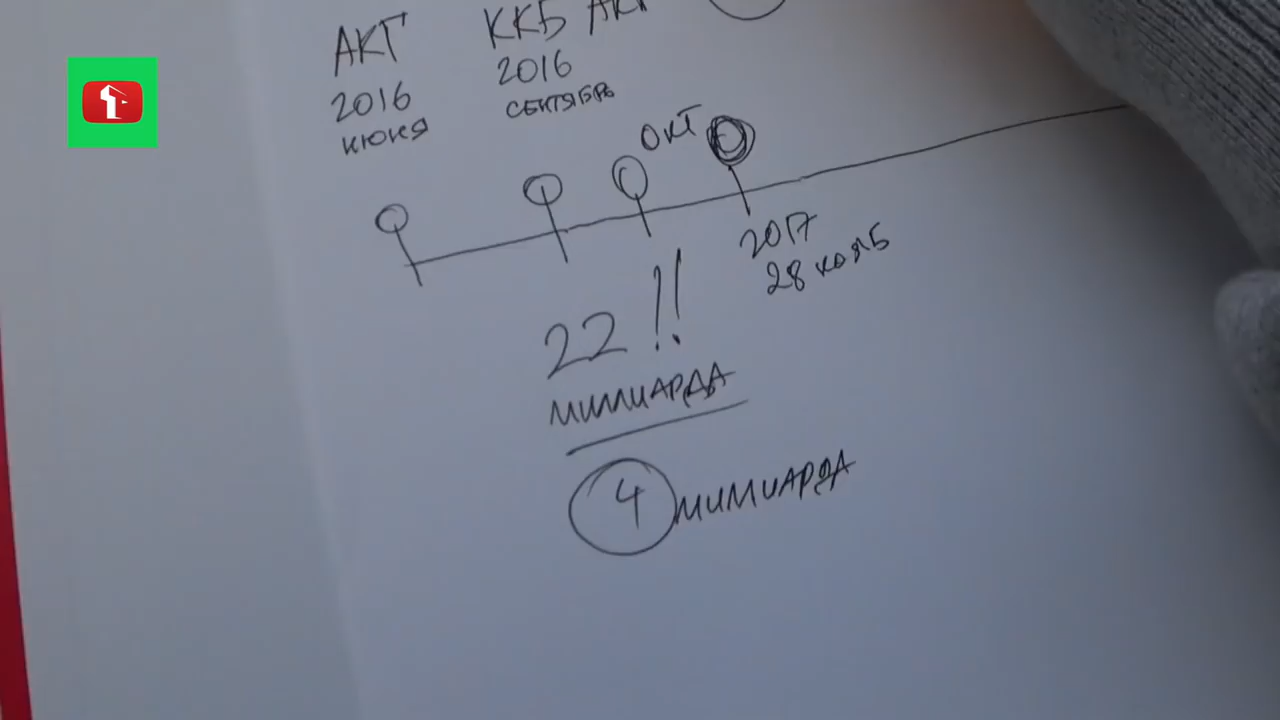 АКТ
ККБ АКТ
2016
2016
ИЮНЯ
СЕНТЯБРЬ
ОКТ
2017
28 НОЯБ
22 !!
МИЛЛИАРДА
4 МИЛЛИАРДА